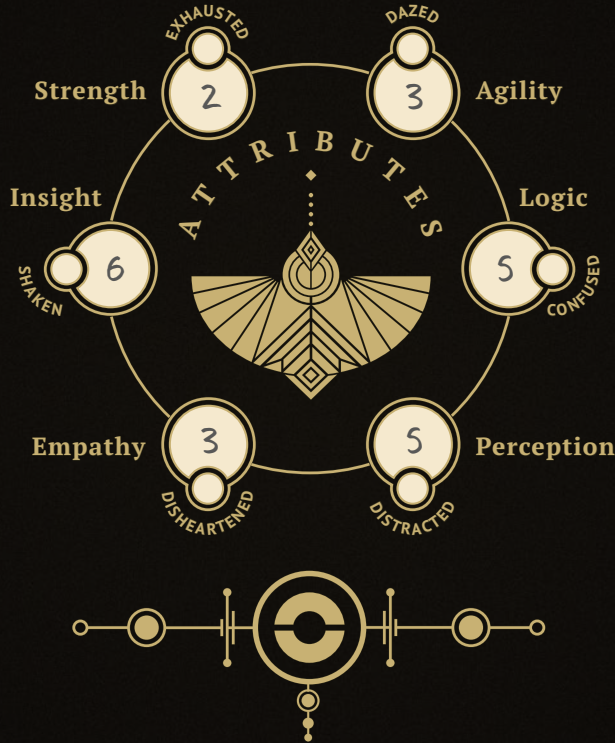 EXHAUSTED
DAZED
Strength
2
3
Agility
ATTRIBUTES
Insight
Logic
6
5
SHAKEN
CONFUSED
Empathy
3
5
Perception
DISHEARTENED
DISTRACTED